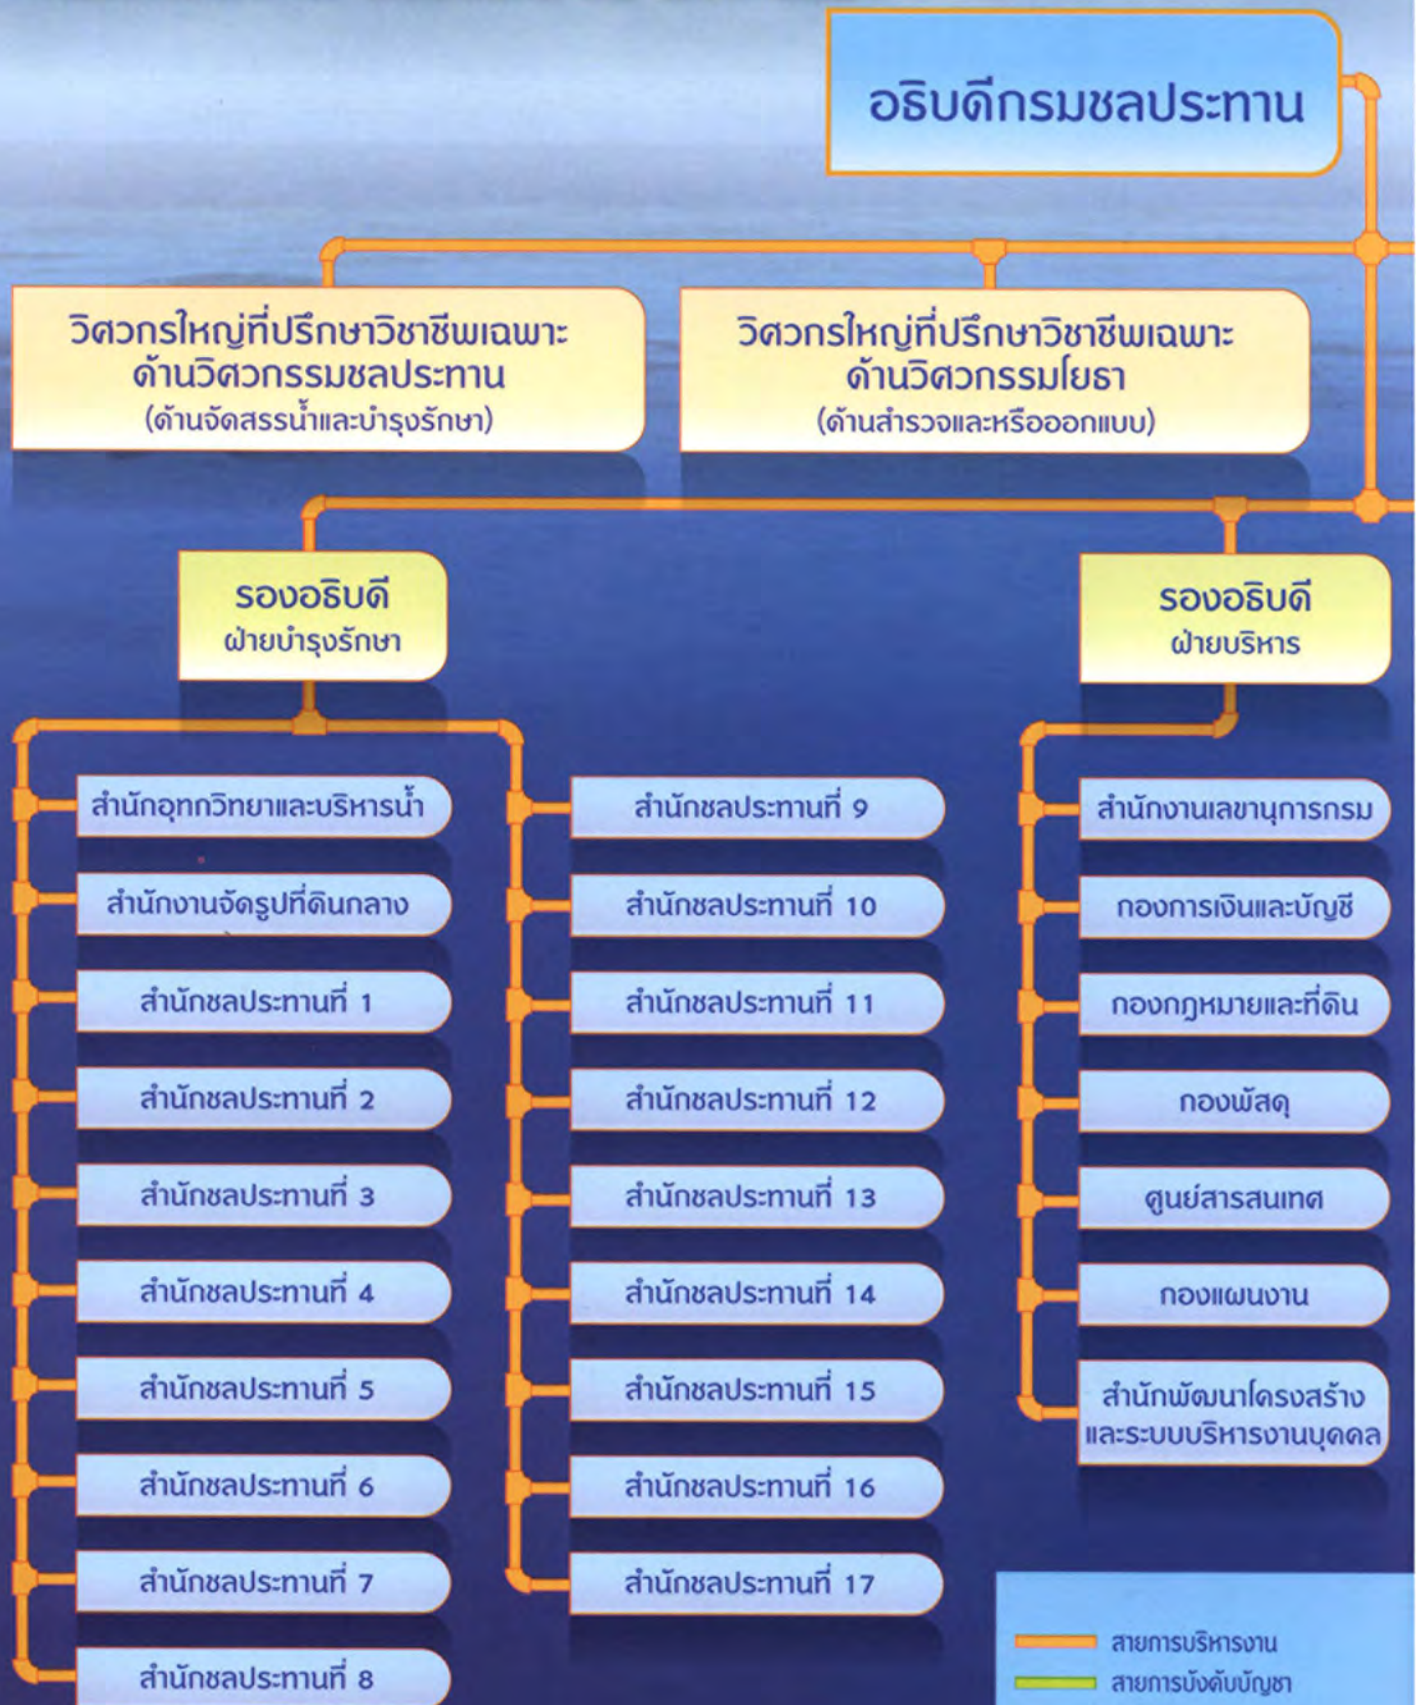 อธิบดีกรมชลประทาน
วิศวกรใหญ่ที่ปรึกษาวิชาชีพเฉพาะ
ด้านวิศวกรรมชลประทาน
(ด้านจัดสรรน้ำและบำรุงรักษา)
วิศวกรใหญ่ที่ปรึกษาวิชาชีพเฉพาะ
ด้านวิศวกรรมโยธา
(ด้านสำรวจและหรือออกแบบ)
รองอธิบดี
ฝ่ายบำรุงรักษา
สำนักอุทกวิทยาและบริหารน้ำ
สำนักงานจัดรูปที่ดินกลาง
สำนักชลประทานที่ 1
สำนักชลประทานที่ 2
สำนักชลประทานที่ 3
สำนักชลประทานที่ 4
สำนักชลประทานที่ 5
สำนักชลประทานที่ 6
สำนักชลประทานที่ 7
สำนักชลประทานที่ 8
สำนักชลประทานที่ 9
สำนักชลประทานที่ 10
สำนักชลประทานที่ 11
สำนักชลประทานที่ 12
สำนักชลประทานที่ 13
สำนักชลประทานที่ 14
สำนักชลประทานที่ 15
สำนักชลประทานที่ 16
สำนักชลประทานที่ 17
รองอธิบดี
ฝ่ายบริหาร
สำนักงานเลขานุการกรม
กองการเงินและบัญชี
กองกฎหมายและที่ดิน
กองพัสดุ
ศูนย์สารสนเทศ
กองแผนงาน
สำนักพัฒนาโครงสร้าง
และระบบบริหารงานบุคคล
สายการบริหารงาน
สายการบังคับบัญชา